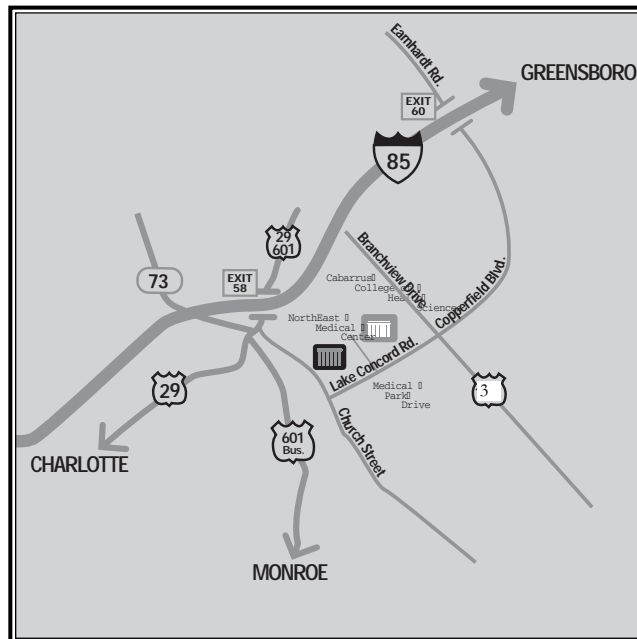 Earnhardt Rd.
GREENSBORO
EXIT
60
85
29
601
Branchview Drive
73
EXIT
58
Cabarrus
College of
Health
Sciences
Copperfield Blvd.
NorthEast
Medical
Center
Lake Concord Rd.
29
3
Medical
Park
Drive
601
Bus.
Church Street
CHARLOTTE
MONROE